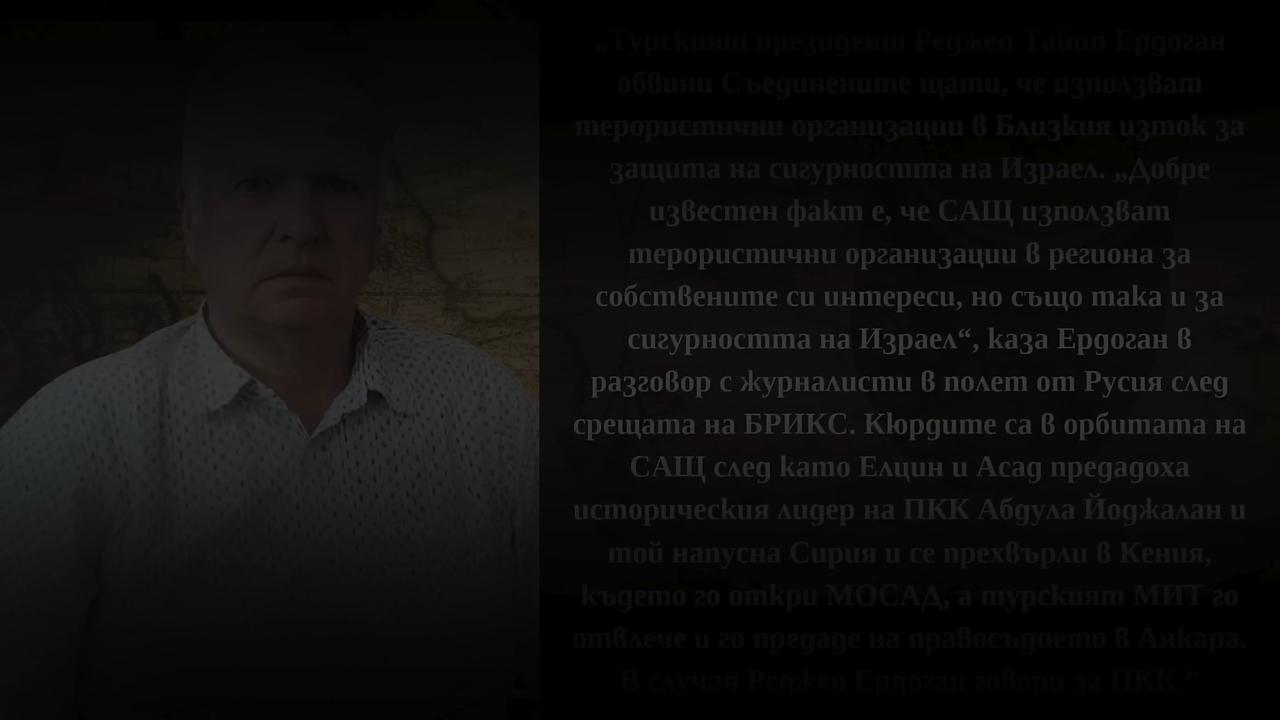 „Турският президент Реджеп Тайип Ердоган
обвини Съединените щати, че използват
терористични организации в Близкия изток за
защита на сигурността на Израел. „Добре
известен факт е, че САЩ използват
терористични организации в региона за
собствените си интереси, но също така и за
сигурността на Израел“, каза Ердоган в
разговор с журналисти в полет от Русия след
срещата на БРИКС. Кюрдите са в орбитата на
САЩ след като Елцин и Асад предадоха
историческия лидер на ПКК Абдула Йоджалан и
той напусна Сирия и се прехвърли в Кения,
където го откри МОСАД, а турският МИТ го
отвлече и го предаде на правосъдието в Анкара.
В случая Реджеп Ердоган говори за ПКК.”